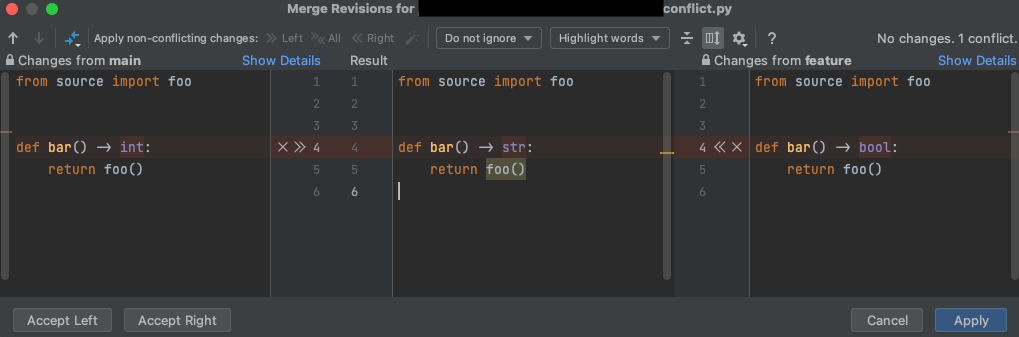 Merge Revisions for conflict.py
Apply non-conflicting changes: Left All Right Do not ignore Highlight words ? No changes. 1 conflict.
Changes from main Show Details Result Changes from feature Show Details
from source import foo 1 1 from source import foo 1 from source import foo
2 2 2
3 3 3
def bar() → int: 4 4 def bar() → str: 4 def bar() → bool:
return foo() 5 5 return foo() 5 return foo()
6 6 6
Accept Left Accept Right Cancel Apply